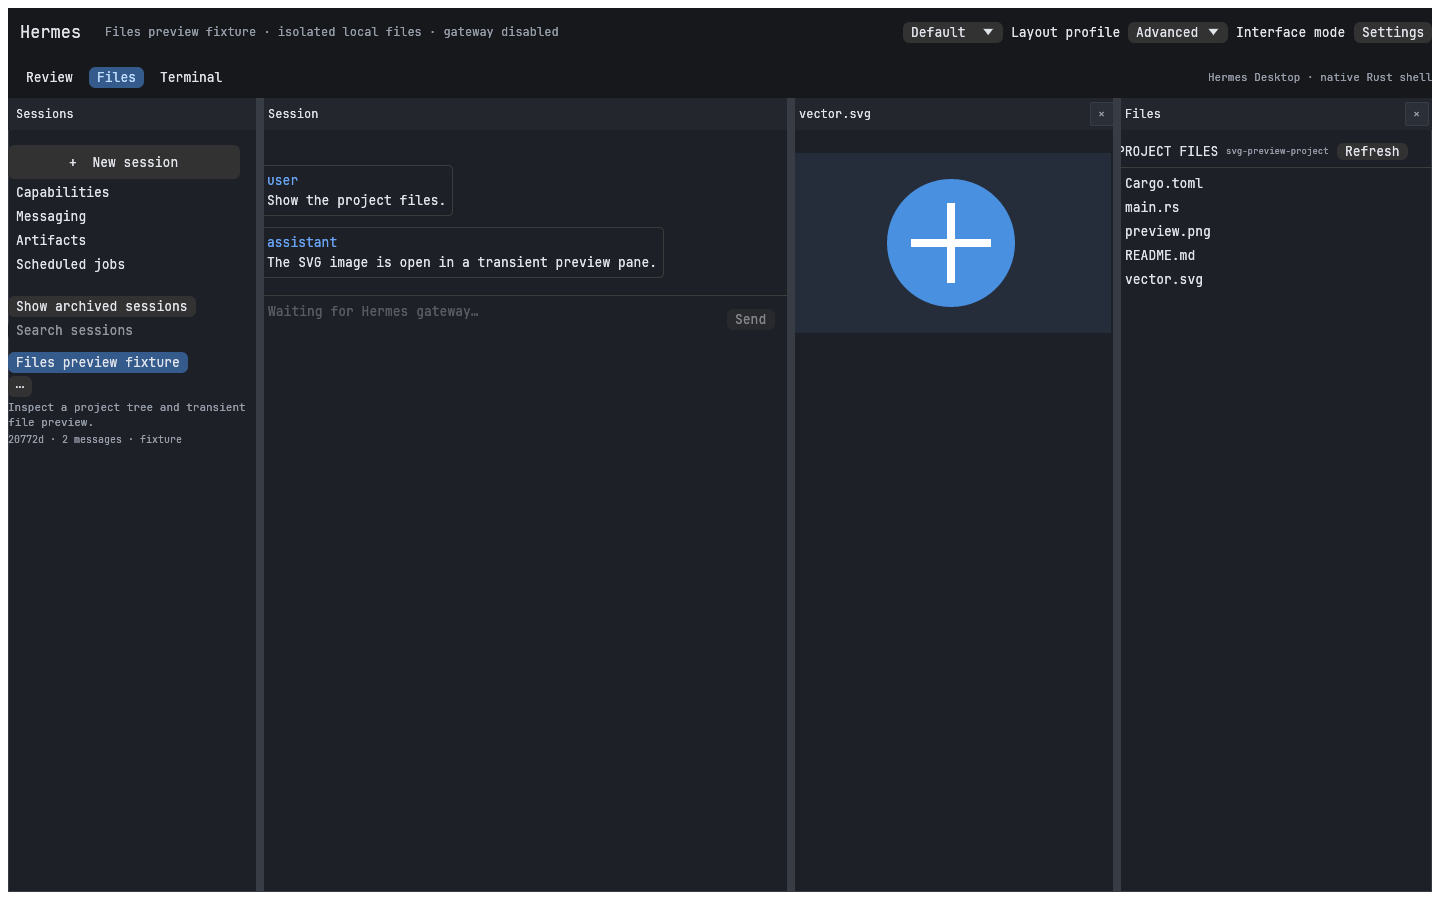 Hermes
Files preview fixture · isolated local files · gateway disabled
Default
Layout profile
Advanced
Interface mode
Settings
Review
Files
Terminal
Hermes Desktop · native Rust shell
Sessions
+ New session
Capabilities
Messaging
Artifacts
Scheduled jobs
Show archived sessions
Search sessions
Files preview fixture
…
Inspect a project tree and transient
file preview.
20772d · 2 messages · fixture
Session
user
Show the project files.
assistant
The SVG image is open in a transient preview pane.
Waiting for Hermes gateway…
Send
vector.svg
×
Files
×
PROJECT FILES svg-preview-project
Refresh
Cargo.toml
main.rs
preview.png
README.md
vector.svg